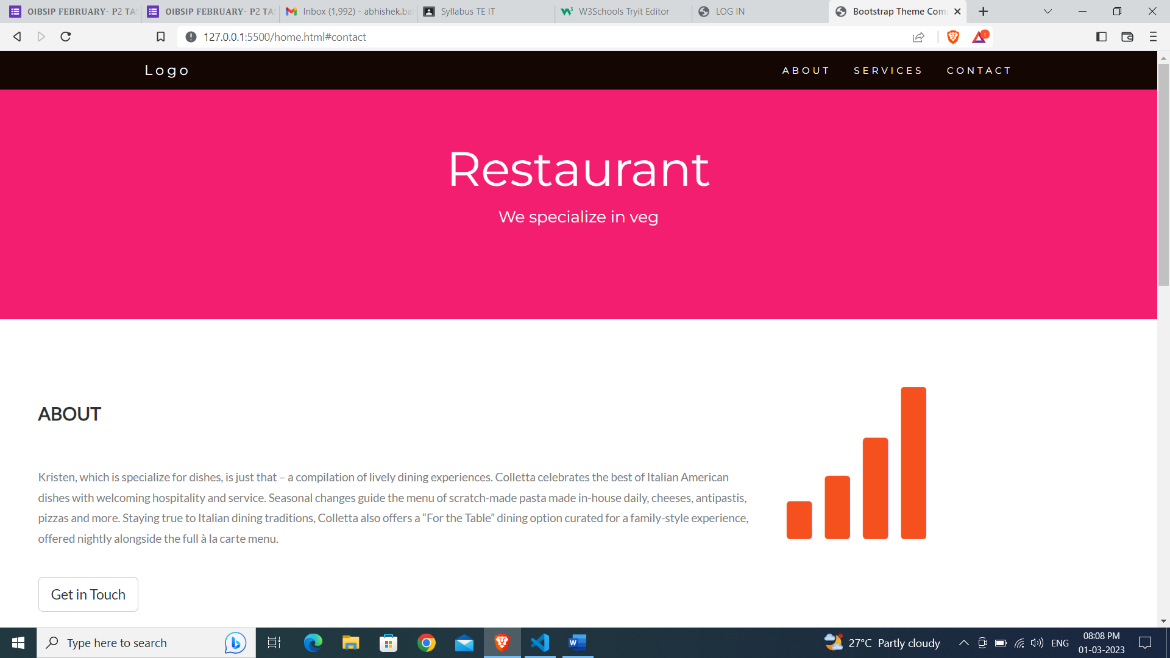 OIBSIP FEBRUARY- P2 TA
OIBSIP FEBRUARY- P2 TA
Inbox (1,992) - abhishek.ba
Syllabus TE IT
W3Schools Tryit Editor
LOG IN
Bootstrap Theme Com
127.0.0.1:5500/home.html#contact
Logo
ABOUT SERVICES CONTACT
Restaurant
We specialize in veg
ABOUT
Kristen, which is specialize for dishes, is just that – a compilation of lively dining experiences. Colletta celebrates the best of Italian American
dishes with welcoming hospitality and service. Seasonal changes guide the menu of scratch-made pasta made in-house daily, cheeses, antipastis,
pizzas and more. Staying true to Italian dining traditions, Colletta also offers a “For the Table” dining option curated for a family-style experience,
offered nightly alongside the full à la carte menu.
Get in Touch
Type here to search
27°C Partly cloudy
ENG
08:08 PM
01-03-2023